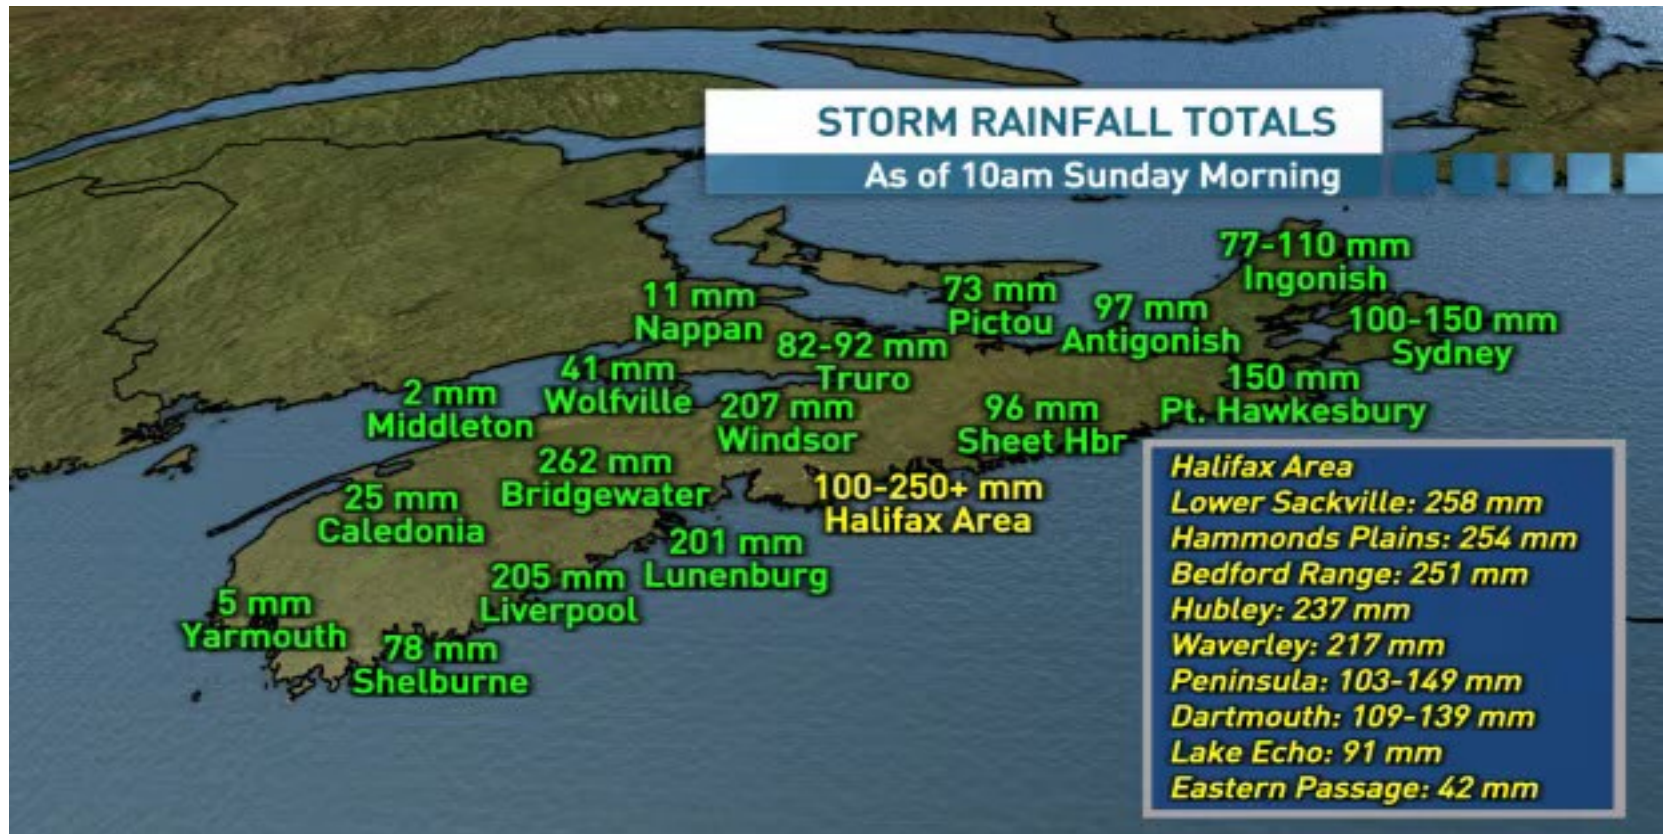 STORM RAINFALL TOTALS
As of 10am Sunday Morning
77-110 mm
Ingonish
11 mm
Nappan
73 mm
Pictou
97 mm
Antigonish
100-150 mm
Sydney
82-92 mm
Truro
41 mm
Wolfville
150 mm
Pt. Hawkesbury
2 mm
Middleton
207 mm
Windsor
96 mm
Sheet Hbr
262 mm
Bridgewater
100-250+ mm
Halifax Area
25 mm
Caledonia
201 mm
Lunenburg
205 mm
Liverpool
5 mm
Yarmouth
78 mm
Shelburne
Halifax Area
Lower Sackville: 258 mm
Hammonds Plains: 254 mm
Bedford Range: 251 mm
Hubley: 237 mm
Waverley: 217 mm
Peninsula: 103-149 mm
Dartmouth: 109-139 mm
Lake Echo: 91 mm
Eastern Passage: 42 mm